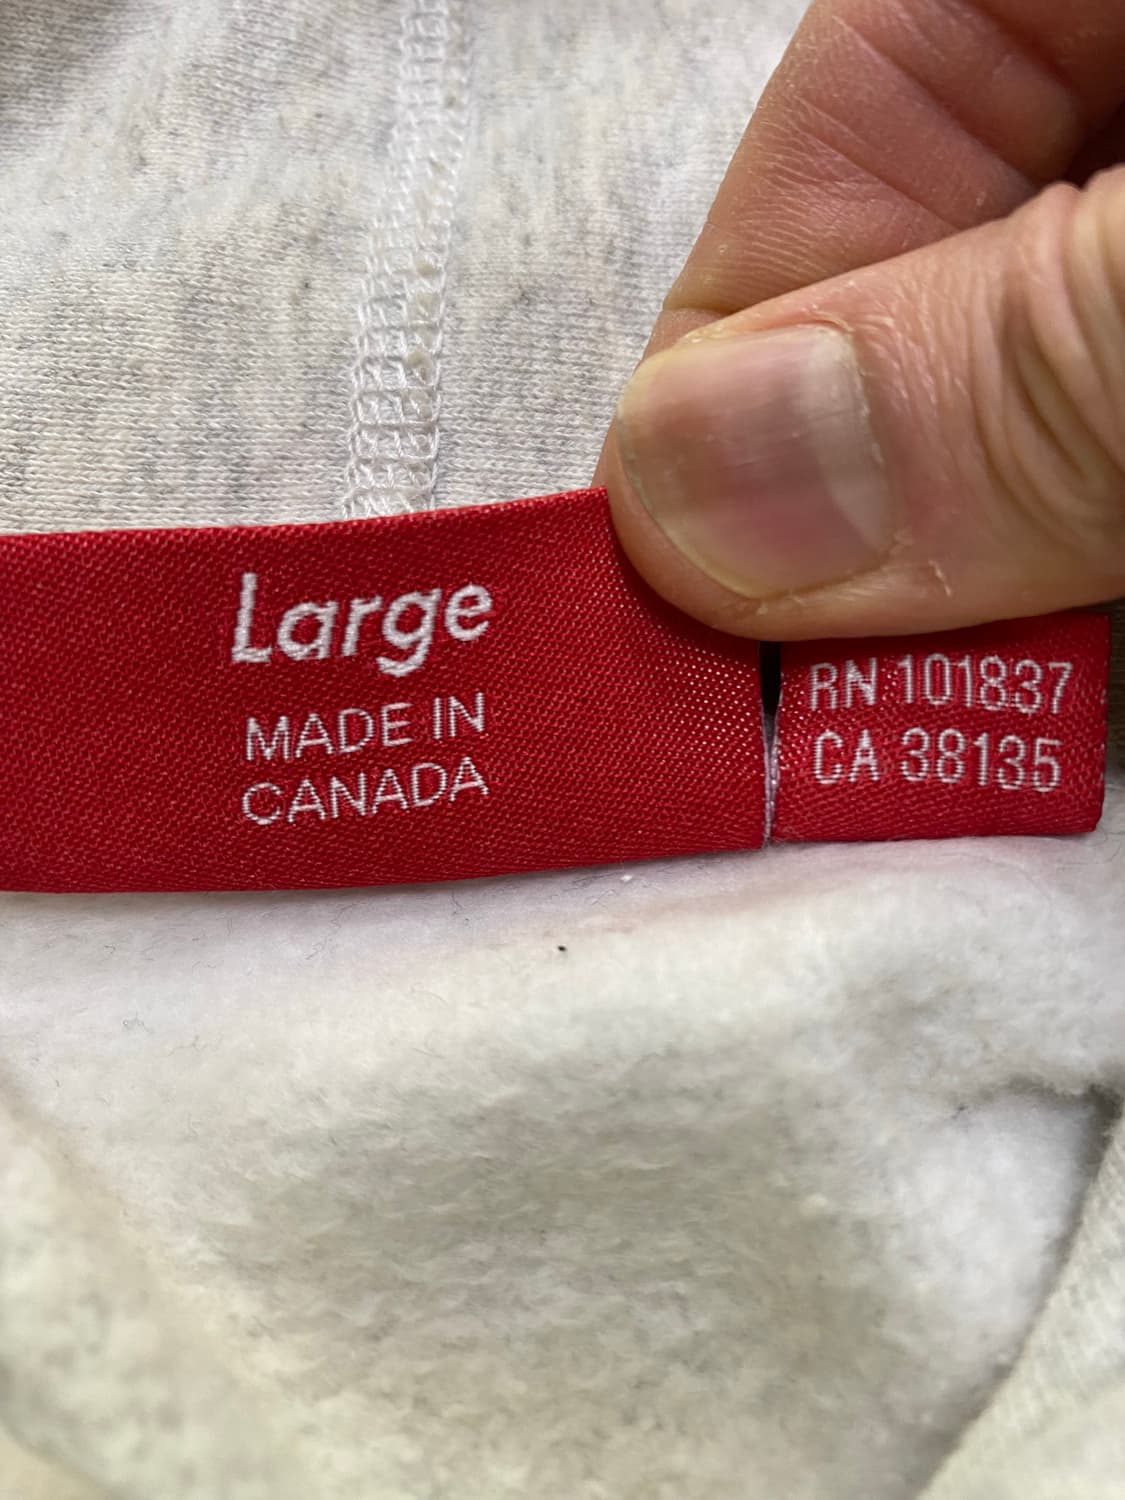 Large
MADE IN
CANADA
RN 101837
CA 38135